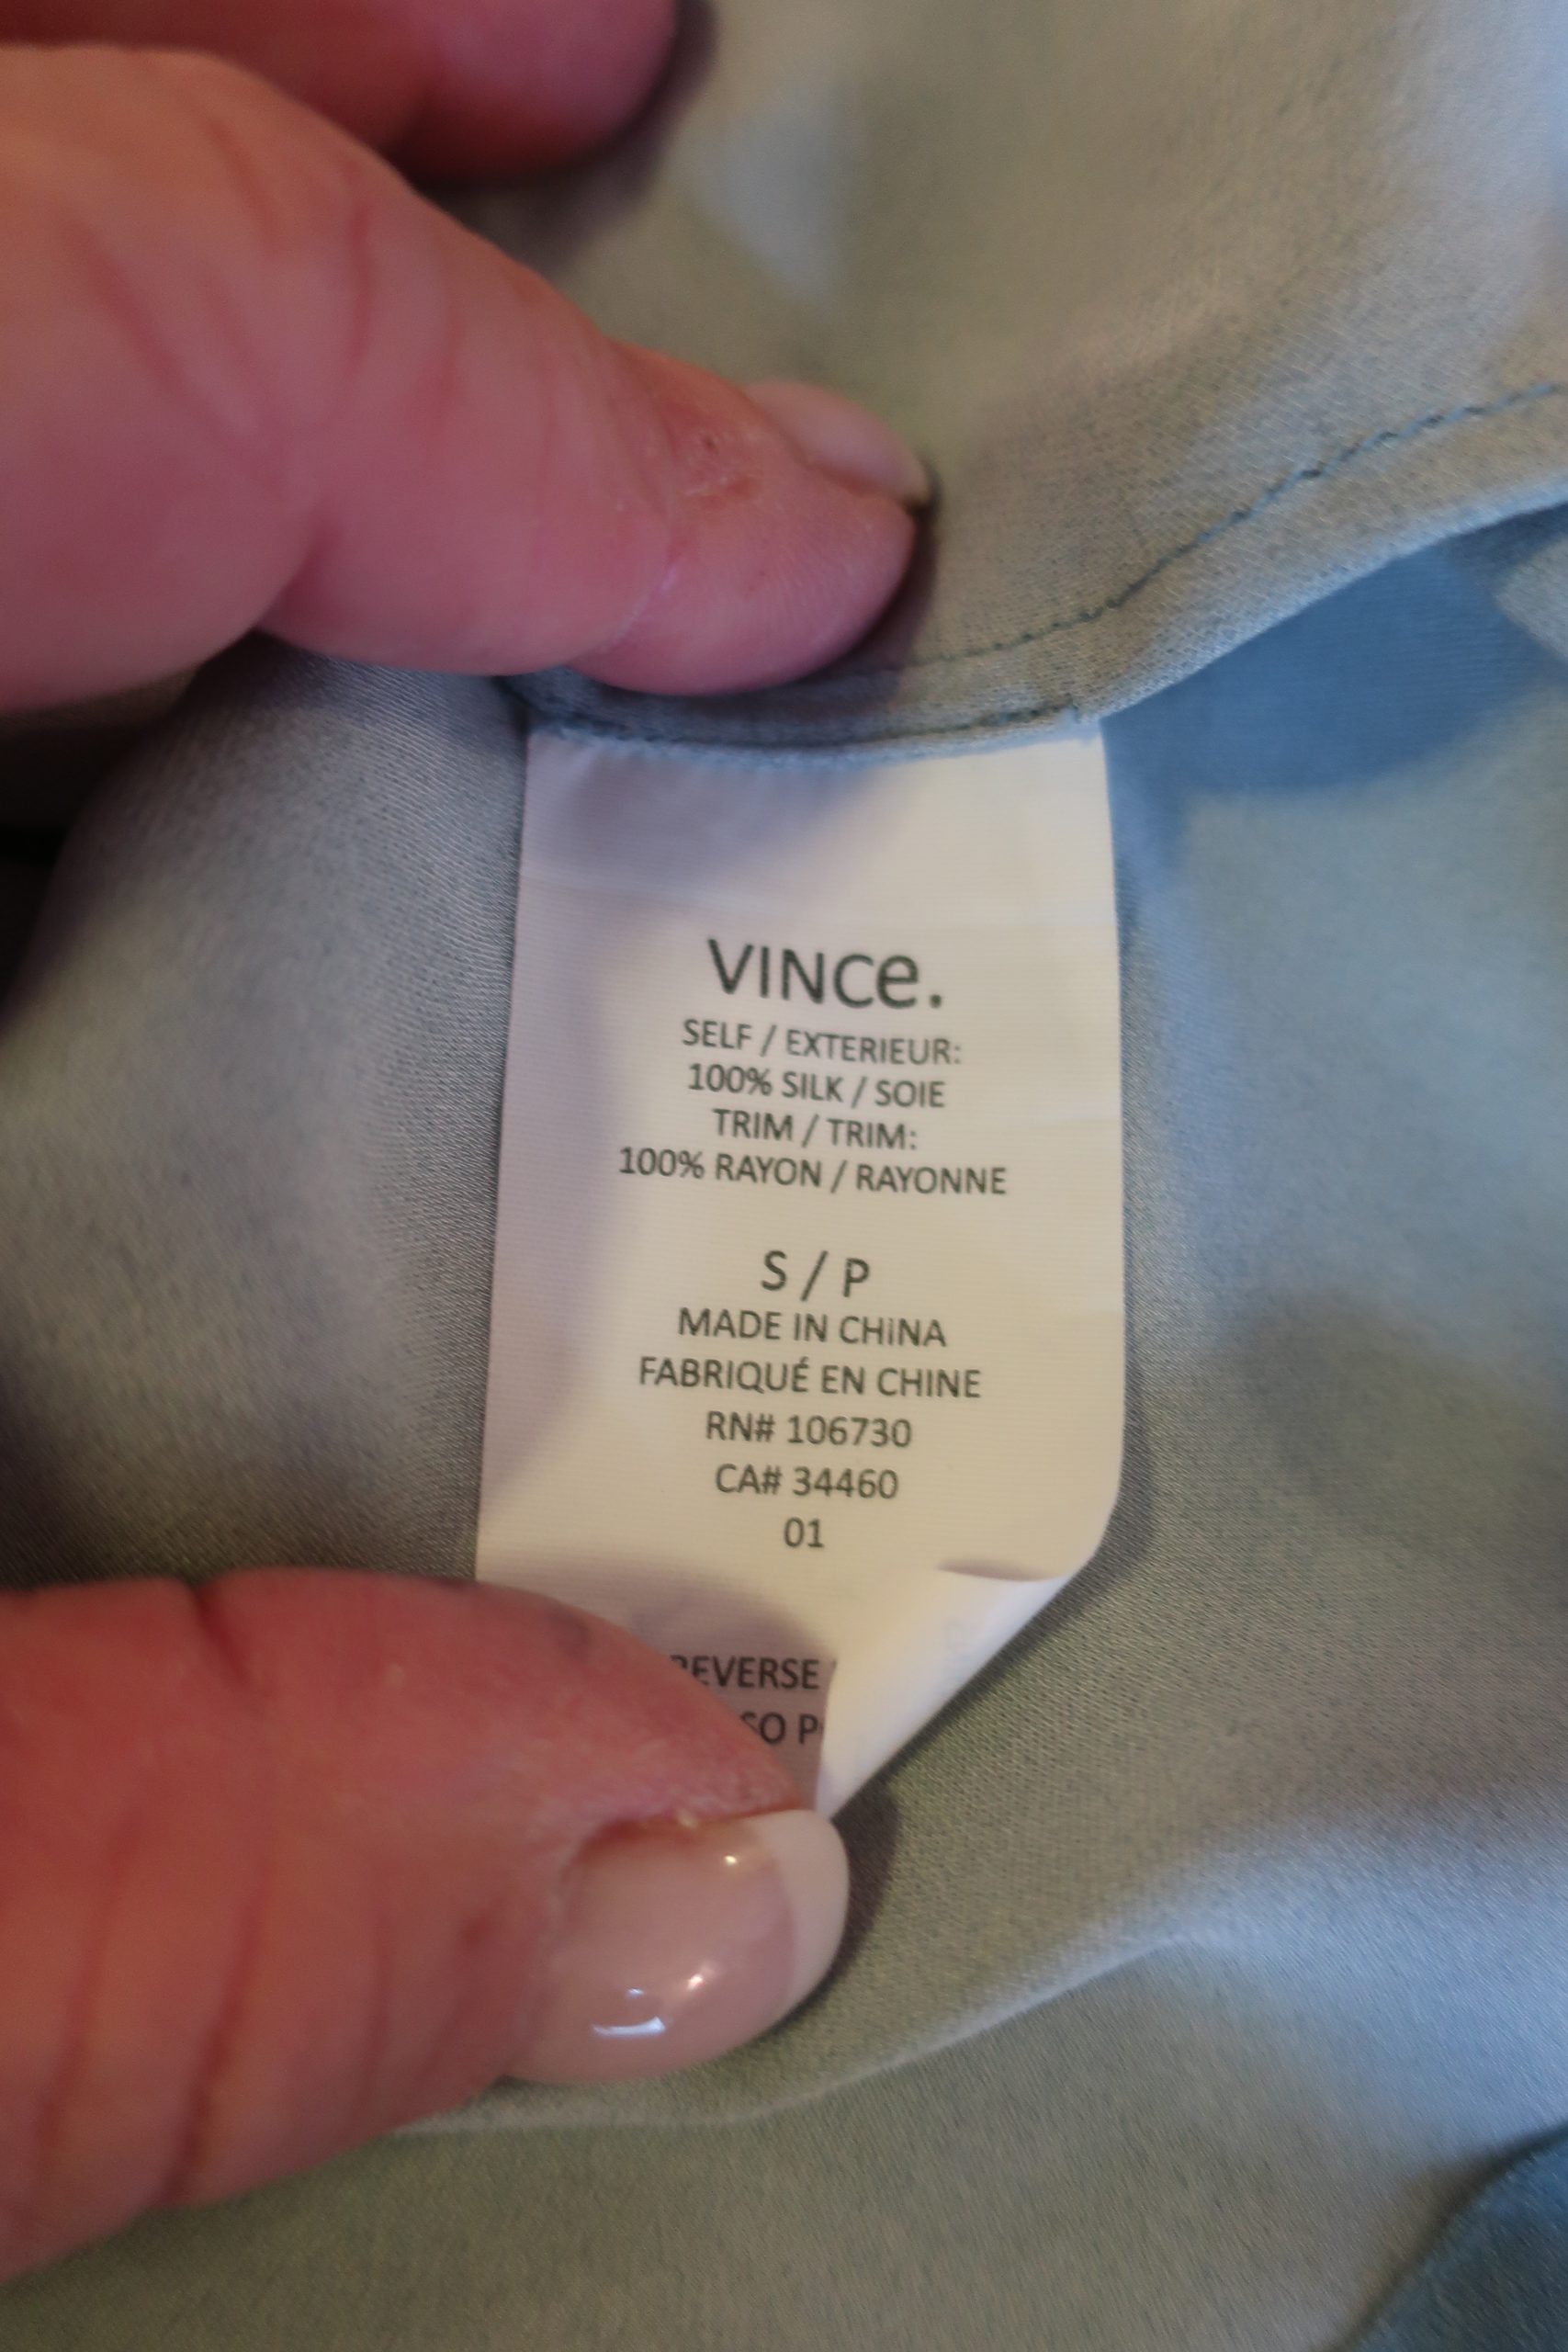 VINCe.
SELF / EXTERIEUR:
100% SILK / SOIE
TRIM / TRIM:
100% RAYON / RAYONNE
S / P
MADE IN CHiNA
FABRIQUÉ EN CHINE
RN# 106730
CA# 34460
01
REVERSE